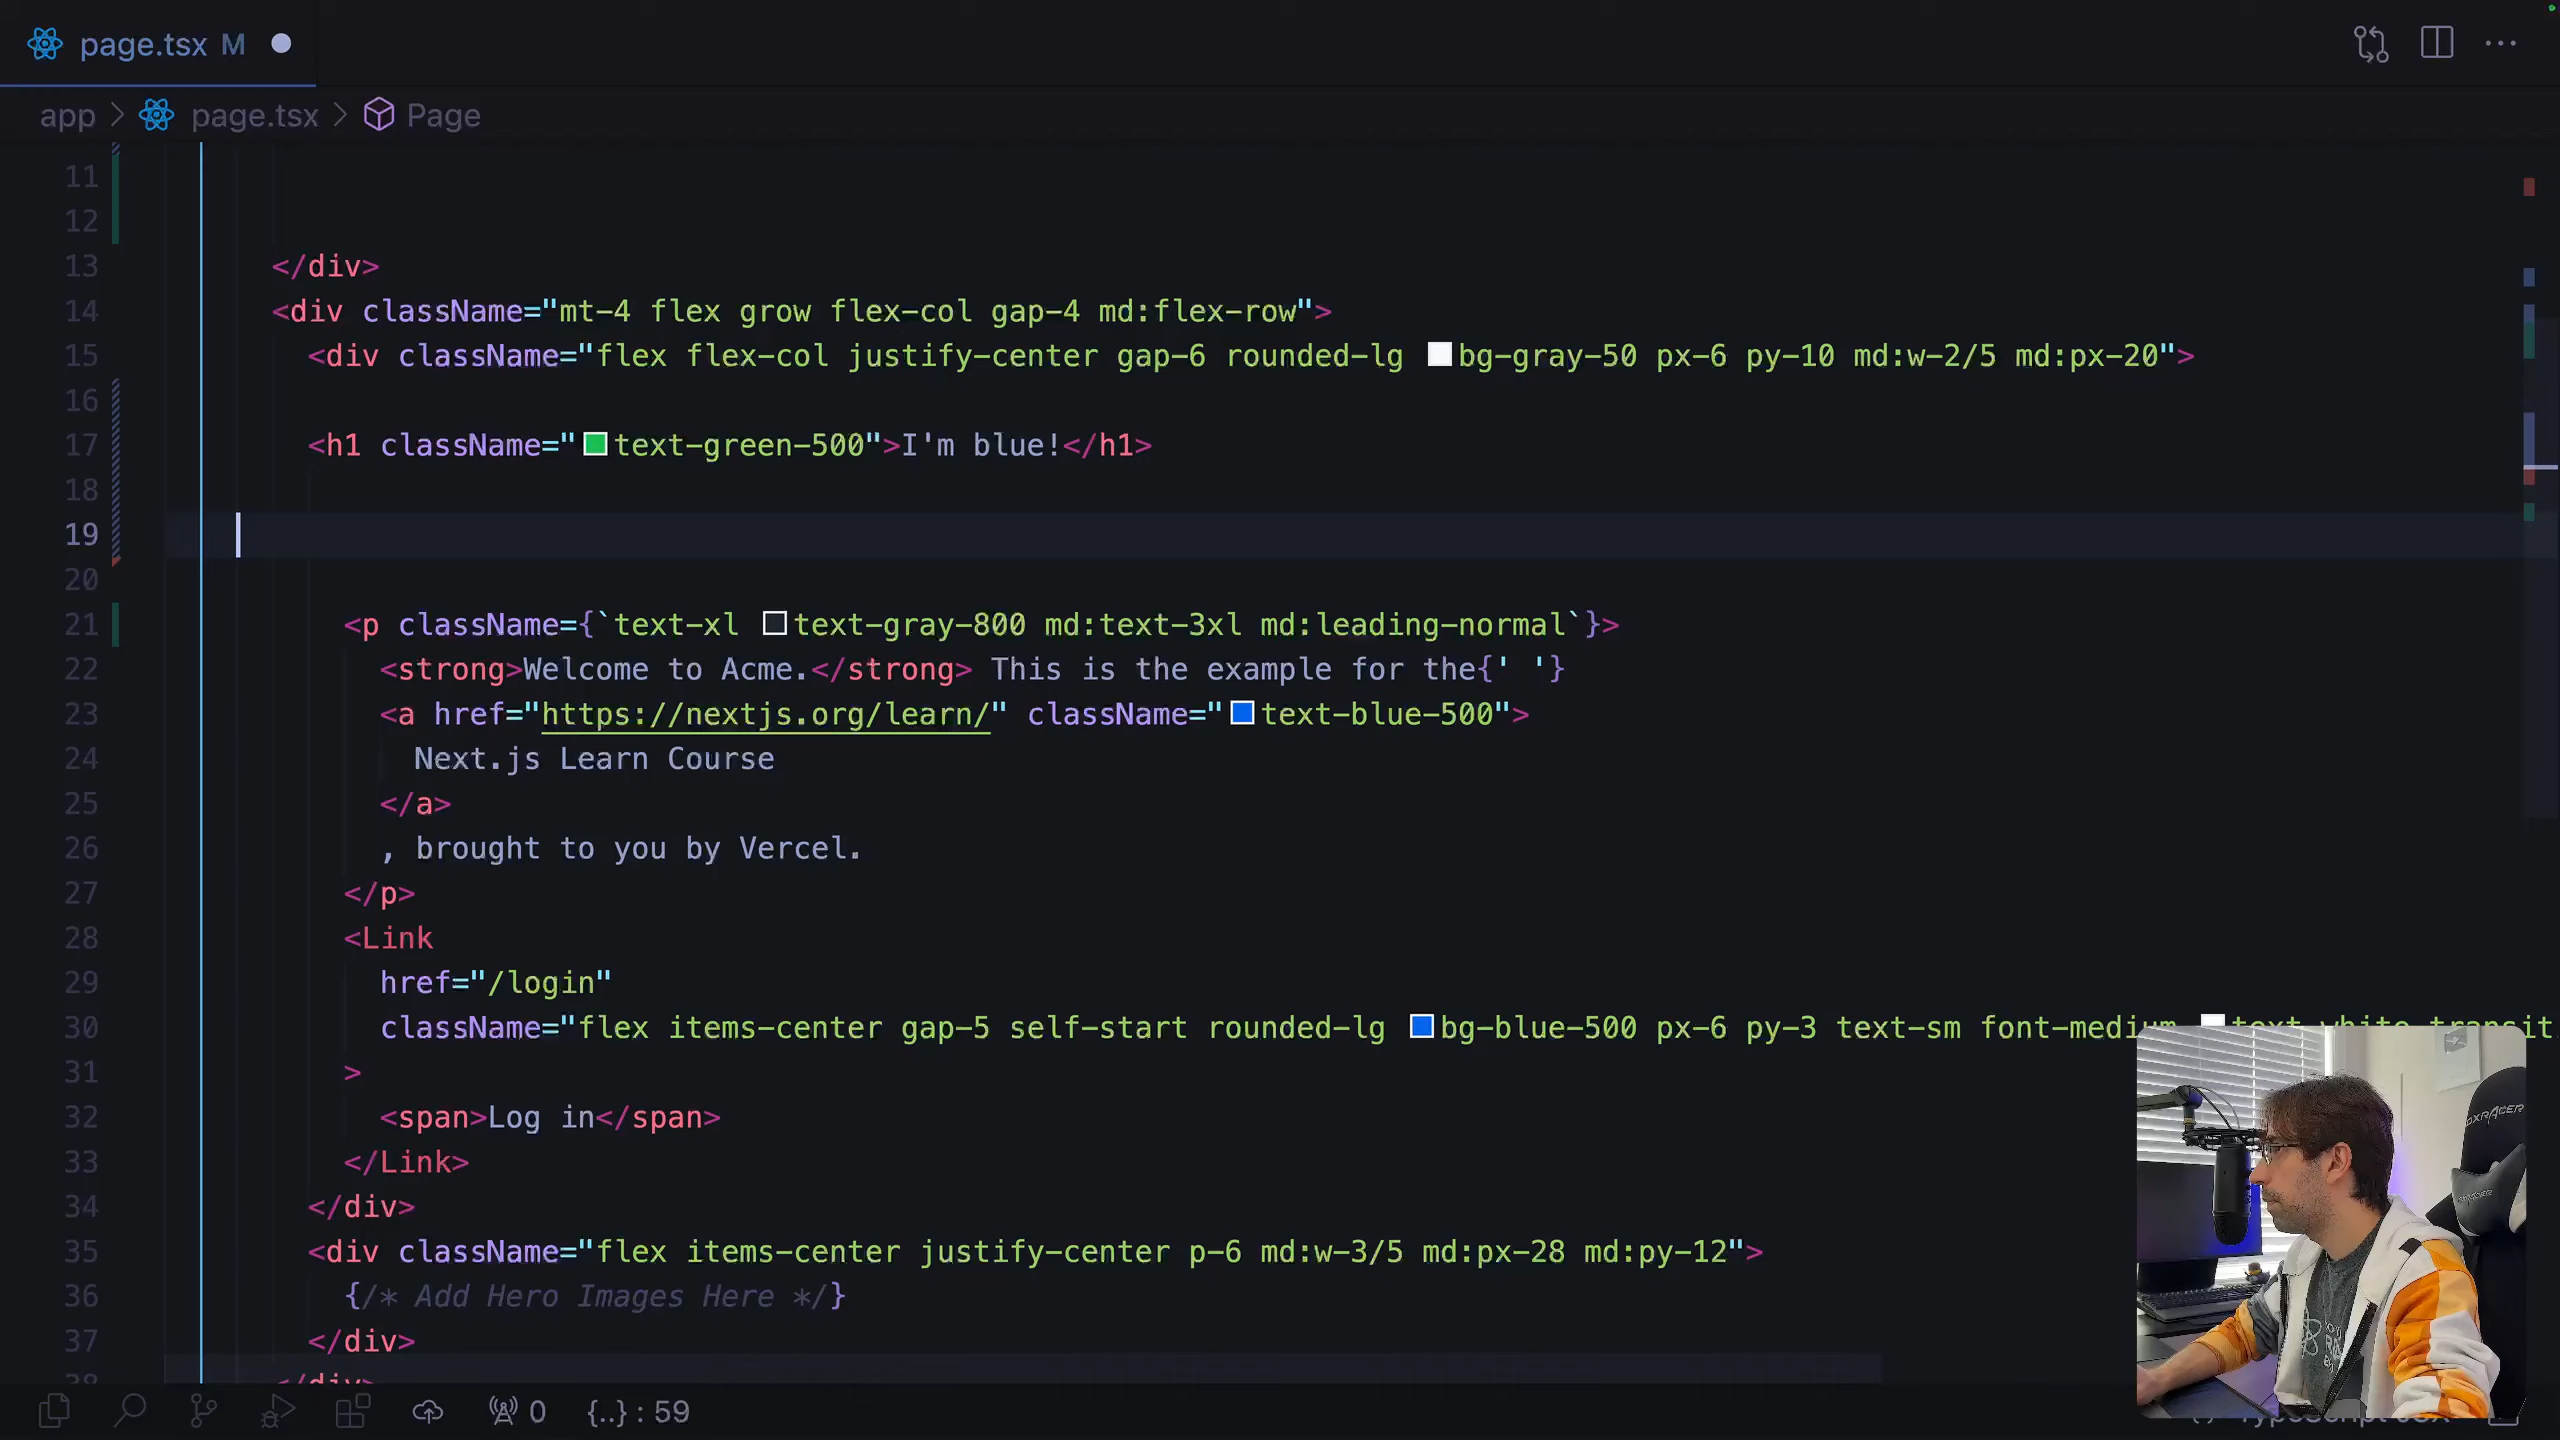 page.tsx M
app > page.tsx > Page
11
12
13 </div>
14 <div className="mt-4 flex grow flex-col gap-4 md:flex-row">
15 <div className="flex flex-col justify-center gap-6 rounded-lg bg-gray-50 px-6 py-10 md:w-2/5 md:px-20">
16
17 <h1 className="text-green-500">I'm blue!</h1>
18
19
20
21 <p className={`text-xl text-gray-800 md:text-3xl md:leading-normal`}>
22 <strong>Welcome to Acme.</strong> This is the example for the{' '}
23 <a href="https://nextjs.org/learn/" className="text-blue-500">
24 Next.js Learn Course
25 </a>
26 , brought to you by Vercel.
27 </p>
28 <Link
29 href="/login"
30 className="flex items-center gap-5 self-start rounded-lg bg-blue-500 px-6 py-3 text-sm font-medium text-white transit
31 >
32 <span>Log in</span>
33 </Link>
34 </div>
35 <div className="flex items-center justify-center p-6 md:w-3/5 md:px-28 md:py-12">
36 {/* Add Hero Images Here */}
37 </div>
38 </div>
0 {..} : 59